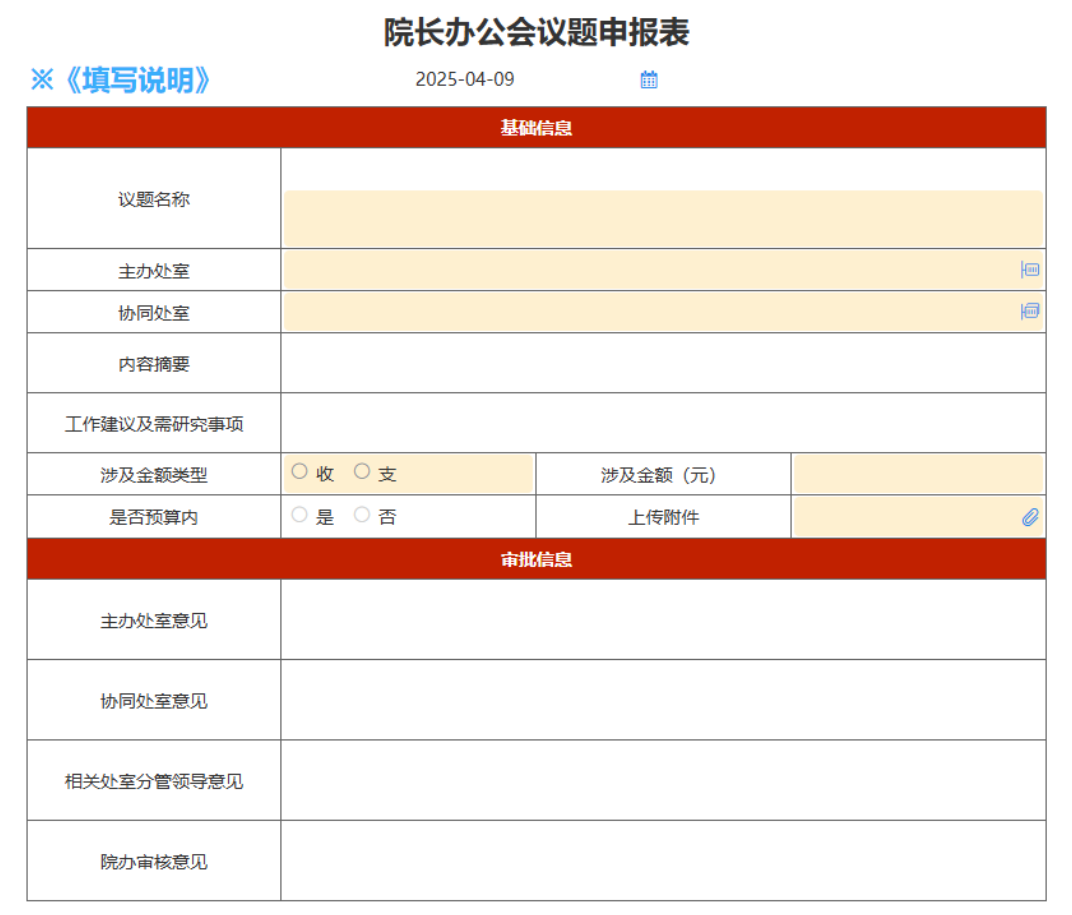 院长办公会议题申报表
※《填写说明》 2025-04-09
基础信息
议题名称
主办处室
协同处室
内容摘要
工作建议及需研究事项
涉及金额类型 收 支 涉及金额（元）
是否预算内 是 否 上传附件
审批信息
主办处室意见
协同处室意见
相关处室分管领导意见
院办审核意见